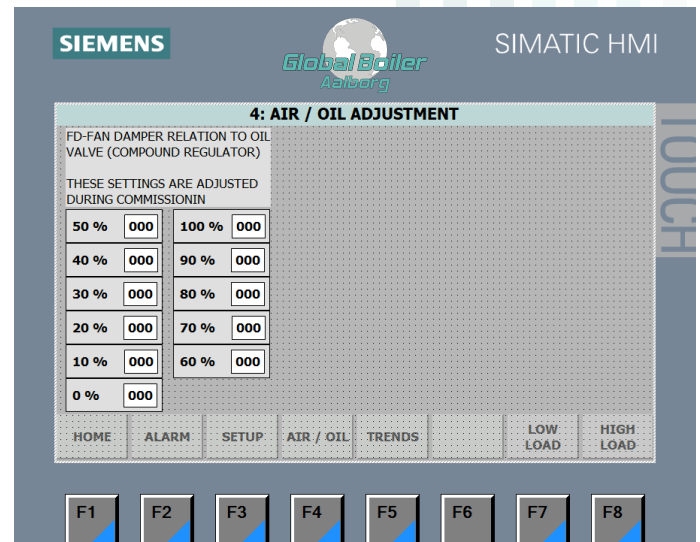 SIEMENS
SIMATIC HMI
Global Boiler
Aalborg
TOUCH
4: AIR / OIL ADJUSTMENT
FD-FAN DAMPER RELATION TO OIL
VALVE (COMPOUND REGULATOR)
THESE SETTINGS ARE ADJUSTED
DURING COMMISSIONIN
50 % 000 100 % 000
40 % 000 90 % 000
30 % 000 80 % 000
20 % 000 70 % 000
10 % 000 60 % 000
0 % 000
HOME ALARM SETUP AIR / OIL TRENDS LOW LOAD HIGH LOAD
F1 F2 F3 F4 F5 F6 F7 F8